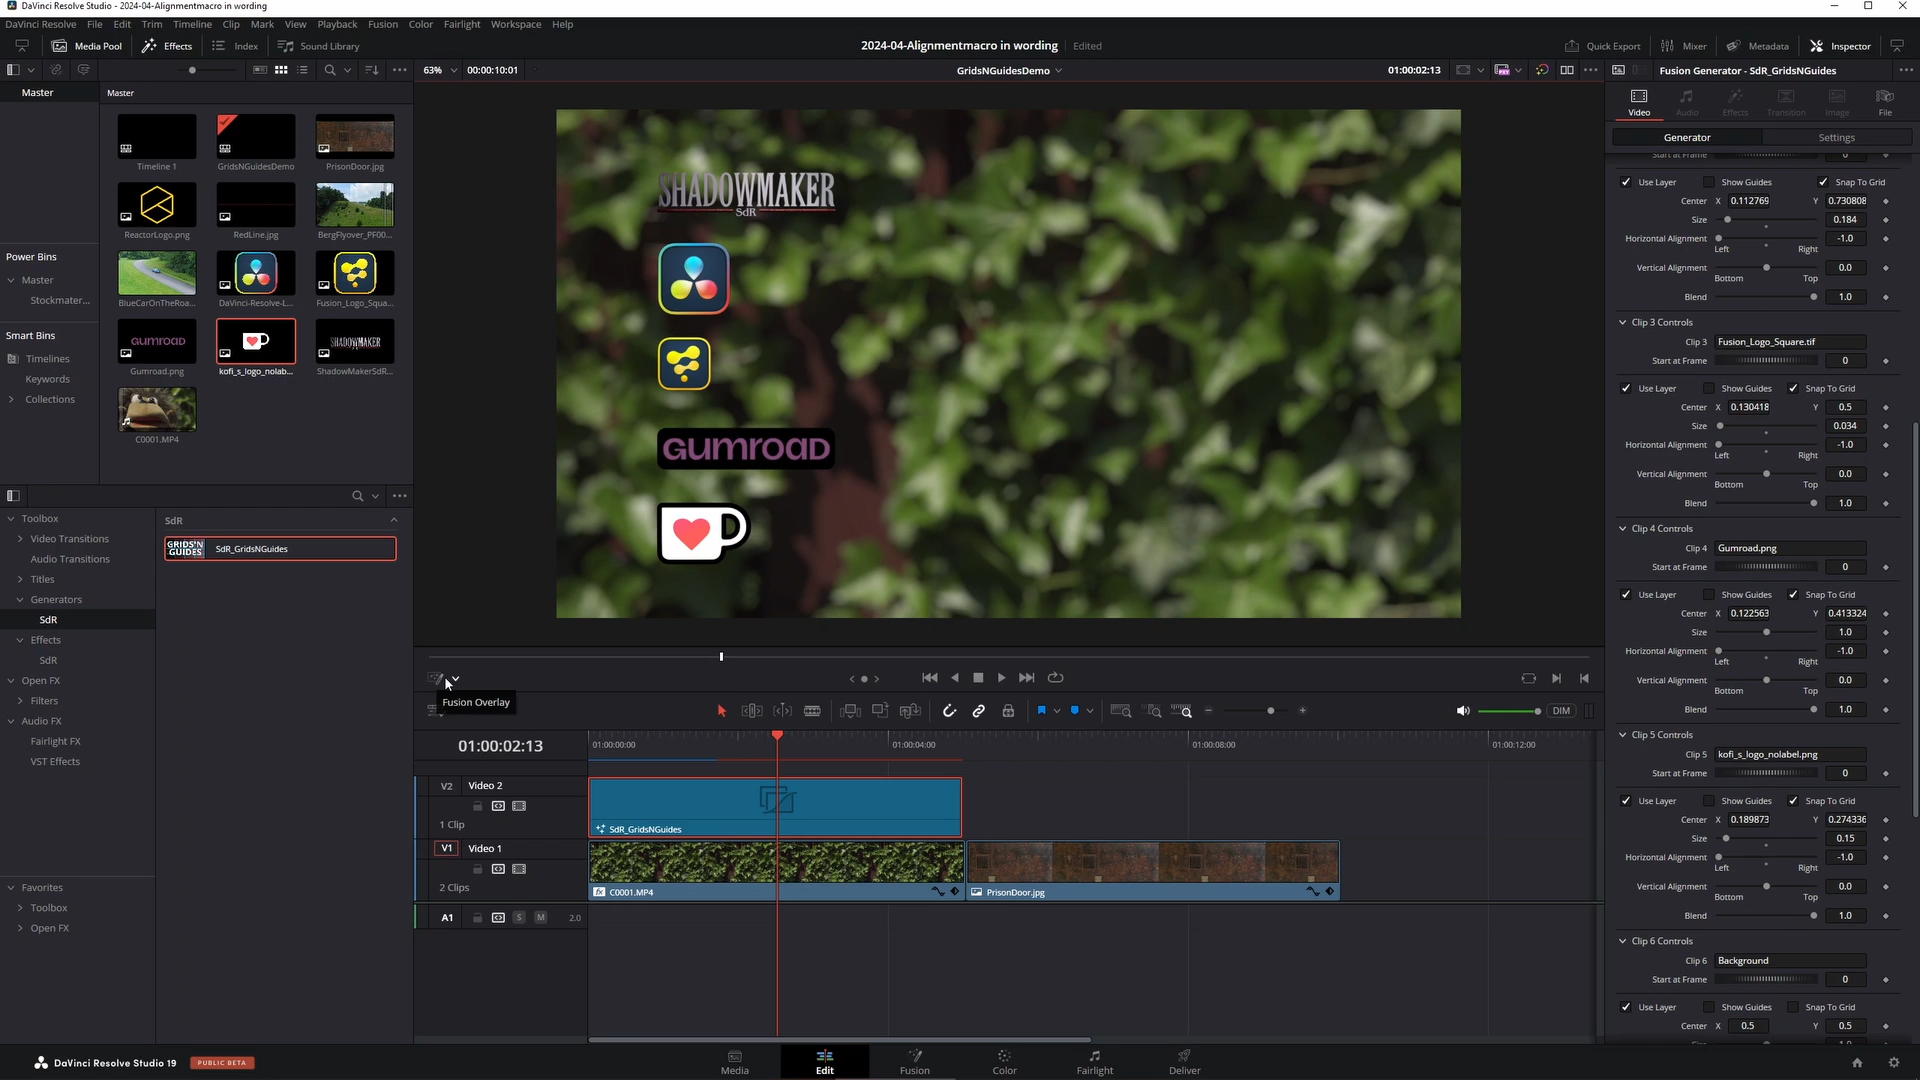 DaVinci Resolve Studio - 2024-04-Alignmentmacro in wording
DaVinci Resolve File Edit Trim Timeline Clip Mark View Playback Fusion Color Fairlight Workspace Help
Media Pool Effects Index Sound Library
2024-04-Alignmentmacro in wording Edited
Quick Export Mixer Metadata Inspector
63% 00:00:10:01
GridsNGuidesDemo
01:00:02:13
Fusion Generator - SdR_GridsNGuides
Master
Master
Timeline 1
GridsNGuidesDemo
PrisonDoor.jpg
ReactorLogo.png
RedLine.jpg
BergFlyover_PF00...
BlueCarOnTheRoa...
DaVinci-Resolve-L...
Fusion_Logo_Squa...
GUMROAD
SHADOWMAKER
Gumroad.png
kofi_s_logo_nolab...
ShadowMakerSdR...
C0001.MP4
Power Bins
Master
Stockmater...
Smart Bins
Timelines
Keywords
Collections
Toolbox
Video Transitions
Audio Transitions
Titles
Generators
SdR
Effects
SdR
Open FX
Filters
Audio FX
Fairlight FX
VST Effects
Favorites
Toolbox
Open FX
SdR
GRIDS'N
GUIDES
SdR_GridsNGuides
SHADOWMAKER
SdR
GUMROAD
Fusion Overlay
DIM
01:00:02:13
01:00:00:00 01:00:04:00 01:00:08:00 01:00:12:00
V2 Video 2
1 Clip
SdR_GridsNGuides
V1 Video 1
2 Clips
fx C0001.MP4
PrisonDoor.jpg
A1 S M 2.0
Video Audio Effects Transition Image File
Generator Settings
Start at Frame 0
Use Layer Show Guides Snap To Grid
Center X 0.112769 Y 0.730808
Size 0.184
Horizontal Alignment -1.0
Left Right
Vertical Alignment 0.0
Bottom Top
Blend 1.0
Clip 3 Controls
Clip 3 Fusion_Logo_Square.tif
Start at Frame 0
Use Layer Show Guides Snap To Grid
Center X 0.130418 Y 0.5
Size 0.034
Horizontal Alignment -1.0
Left Right
Vertical Alignment 0.0
Bottom Top
Blend 1.0
Clip 4 Controls
Clip 4 Gumroad.png
Start at Frame 0
Use Layer Show Guides Snap To Grid
Center X 0.122563 Y 0.413324
Size 1.0
Horizontal Alignment -1.0
Left Right
Vertical Alignment 0.0
Bottom Top
Blend 1.0
Clip 5 Controls
Clip 5 kofi_s_logo_nolabel.png
Start at Frame 0
Use Layer Show Guides Snap To Grid
Center X 0.189873 Y 0.274336
Size 0.15
Horizontal Alignment -1.0
Left Right
Vertical Alignment 0.0
Bottom Top
Blend 1.0
Clip 6 Controls
Clip 6 Background
Start at Frame 0
Use Layer Show Guides Snap To Grid
Center X 0.5 Y 0.5
DaVinci Resolve Studio 19 PUBLIC BETA
Media Edit Fusion Color Fairlight Deliver